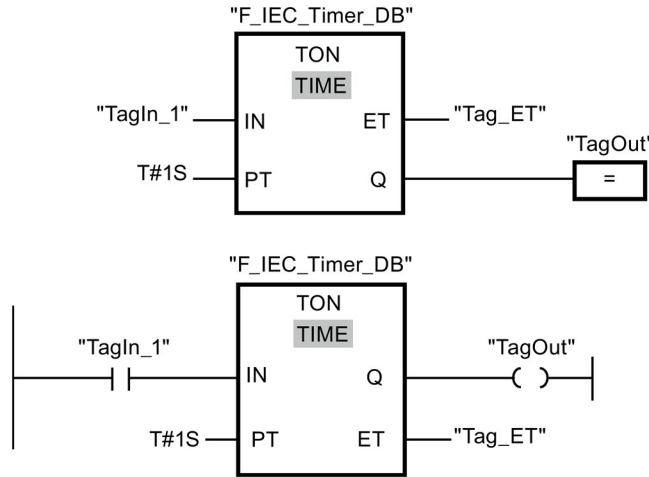 "F_IEC_Timer_DB"
TON
TIME
"TagIn_1"
IN
ET
"Tag_ET"
"TagOut"
T#1S
PT
Q
=
"F_IEC_Timer_DB"
TON
TIME
"TagIn_1"
"TagOut"
IN
Q
T#1S
PT
ET
"Tag_ET"